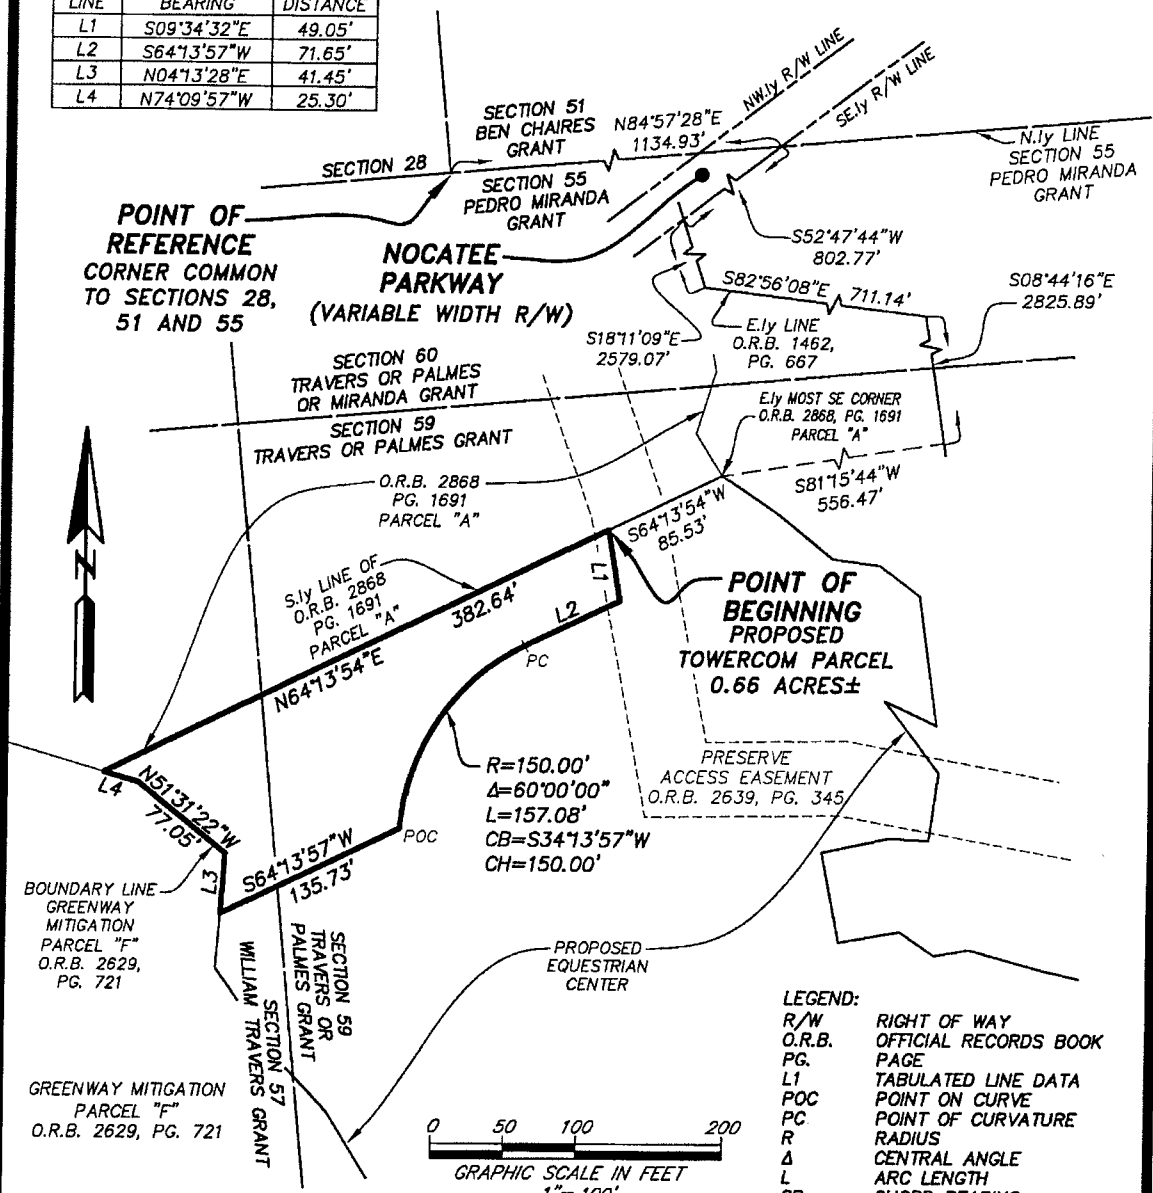 LINE BEARING DISTANCE
L1 S09°34'32"E 49.05'
L2 S64°13'57"W 71.65'
L3 N04°13'28"E 41.45'
L4 N74°09'57"W 25.30'
NW.ly R/W LINE
SE.ly R/W LINE
SECTION 51
BEN CHAIRES
GRANT
N84°57'28"E
1134.93'
SECTION 28
SECTION 55
PEDRO MIRANDA
GRANT
N.ly LINE
SECTION 55
PEDRO MIRANDA
GRANT
POINT OF
REFERENCE
CORNER COMMON
TO SECTIONS 28,
51 AND 55
NOCATEE
PARKWAY
(VARIABLE WIDTH R/W)
S52°47'44"W
802.77'
S82°56'08"E 711.14'
S08°44'16"E
2825.89'
S18°11'09"E
2579.07'
E.ly LINE
O.R.B. 1462,
PG. 667
SECTION 60
TRAVERS OR PALMES
OR MIRANDA GRANT
SECTION 59
TRAVERS OR PALMES GRANT
E.ly MOST SE CORNER
O.R.B. 2868, PG. 1691
PARCEL "A"
O.R.B. 2868
PG. 1691
PARCEL "A"
S81°15'44"W
556.47'
S64°13'54"W
85.53'
N
S.ly LINE OF
O.R.B. 2868
PG. 1691
PARCEL "A"
382.64'
N64°13'54"E
L1
L2
PC
POINT OF
BEGINNING
PROPOSED
TOWERCOM PARCEL
0.66 ACRES±
R=150.00'
Δ=60°00'00"
L=157.08'
CB=S34°13'57"W
CH=150.00'
PRESERVE
ACCESS EASEMENT
O.R.B. 2639, PG. 345
L4
N51°31'22"W
77.05'
L3
S64°13'57"W
135.73'
POC
BOUNDARY LINE
GREENWAY
MITIGATION
PARCEL "F"
O.R.B. 2629,
PG. 721
SECTION 59
TRAVERS OR
PALMES GRANT
SECTION 57
WILLIAM TRAVERS GRANT
PROPOSED
EQUESTRIAN
CENTER
GREENWAY MITIGATION
PARCEL "F"
O.R.B. 2629, PG. 721
0 50 100 200
GRAPHIC SCALE IN FEET
1"= 100'
LEGEND:
R/W RIGHT OF WAY
O.R.B. OFFICIAL RECORDS BOOK
PG. PAGE
L1 TABULATED LINE DATA
POC POINT ON CURVE
PC POINT OF CURVATURE
R RADIUS
Δ CENTRAL ANGLE
L ARC LENGTH
CB CHORD BEARING